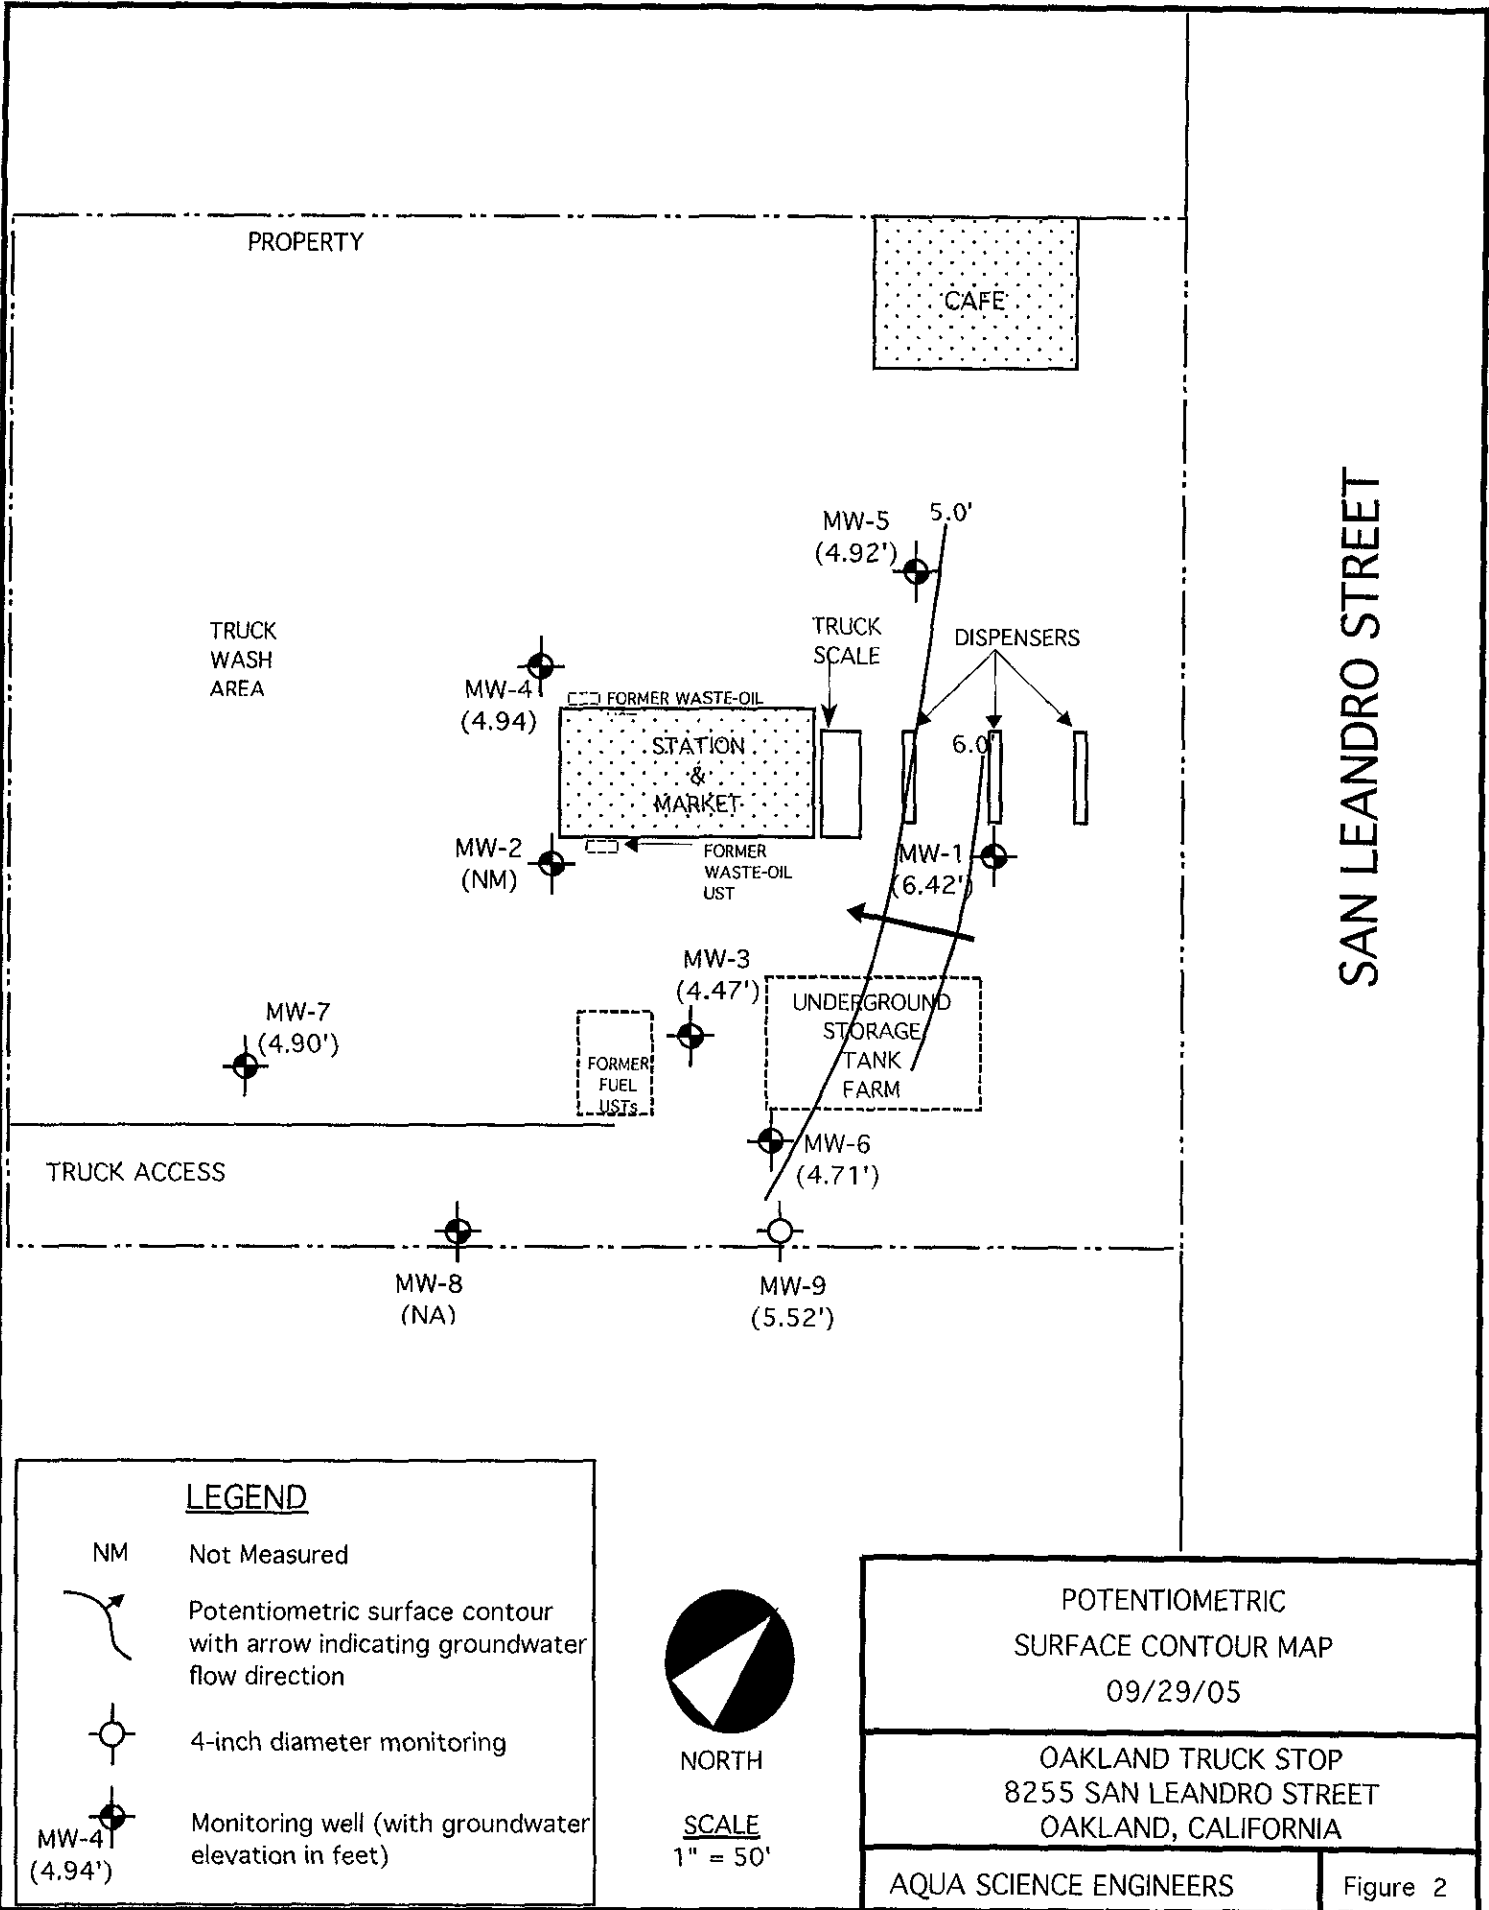 PROPERTY
CAFE
SAN LEANDRO STREET
5.0'
MW-5
(4.92')
TRUCK
WASH
AREA
TRUCK
SCALE
DISPENSERS
MW-4
(4.94)
FORMER WASTE-OIL
STATION
&
MARKET
6.0'
MW-2
(NM)
FORMER
WASTE-OIL
UST
MW-1
(6.42')
MW-3
(4.47')
UNDERGROUND
STORAGE
TANK
FARM
MW-7
(4.90')
FORMER
FUEL
USTs
MW-6
(4.71')
TRUCK ACCESS
MW-8
(NA)
MW-9
(5.52')
LEGEND
NM Not Measured
Potentiometric surface contour
with arrow indicating groundwater
flow direction
4-inch diameter monitoring
MW-4
(4.94')
Monitoring well (with groundwater
elevation in feet)
NORTH
SCALE
1" = 50'
POTENTIOMETRIC
SURFACE CONTOUR MAP
09/29/05
OAKLAND TRUCK STOP
8255 SAN LEANDRO STREET
OAKLAND, CALIFORNIA
AQUA SCIENCE ENGINEERS
Figure 2